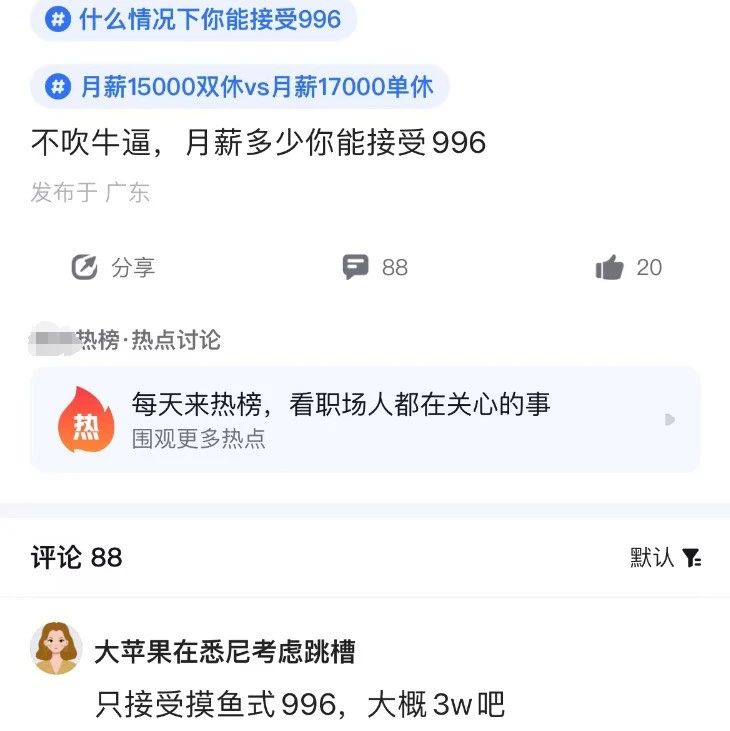 # 什么情况下你能接受996
# 月薪15000双休vs月薪17000单休
不吹牛逼，月薪多少你能接受996
发布于 广东
分享 88 20
热榜·热点讨论
热
每天来热榜，看职场人都在关心的事
围观更多热点
评论 88 默认
大苹果在悉尼考虑跳槽
只接受摸鱼式996，大概3w吧